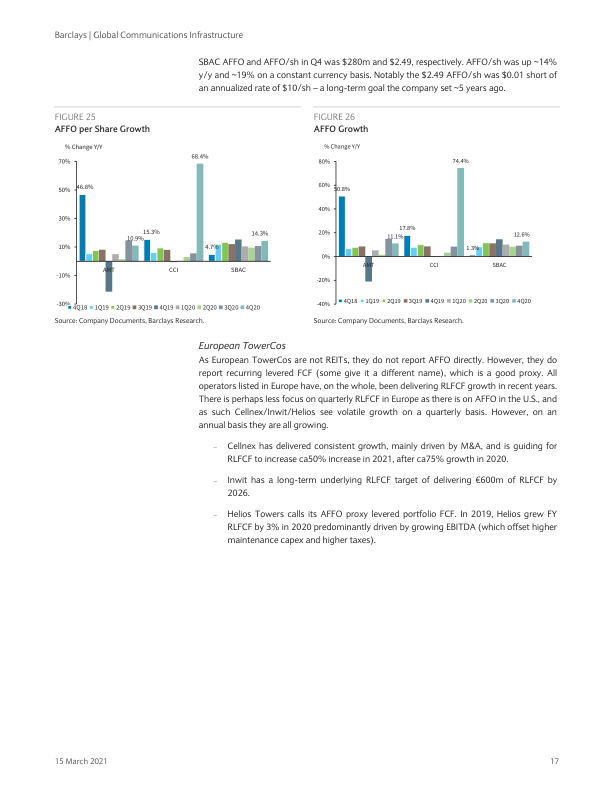 Barclays | Global Communications Infrastructure
SBAC AFFO and AFFO/sh in Q4 was $280m and $2.49, respectively. AFFO/sh was up ~14%
y/y and ~19% on a constant currency basis. Notably the $2.49 AFFO/sh was $0.01 short of
an annualized rate of $10/sh – a long-term goal the company set ~5 years ago.
FIGURE 25
AFFO per Share Growth
% Change Y/Y
70%
50%
30%
10%
-10%
-30%
46.8%
10.9%
15.3%
68.4%
4.7%
14.3%
AMT
CCI
SBAC
4Q18 1Q19 2Q19 3Q19 4Q19 1Q20 2Q20 3Q20 4Q20
Source: Company Documents, Barclays Research.
FIGURE 26
AFFO Growth
% Change Y/Y
80%
60%
40%
20%
0%
-20%
-40%
50.8%
11.1%
17.8%
74.4%
1.3%
12.6%
AMT
CCI
SBAC
4Q18 1Q19 2Q19 3Q19 4Q19 1Q20 2Q20 3Q20 4Q20
Source: Company Documents, Barclays Research.
European TowerCos
As European TowerCos are not REITs, they do not report AFFO directly. However, they do
report recurring levered FCF (some give it a different name), which is a good proxy. All
operators listed in Europe have, on the whole, been delivering RLFCF growth in recent years.
There is perhaps less focus on quarterly RLFCF in Europe as there is on AFFO in the U.S., and
as such Cellnex/Inwit/Helios see volatile growth on a quarterly basis. However, on an
annual basis they are all growing.
– Cellnex has delivered consistent growth, mainly driven by M&A, and is guiding for
RLFCF to increase ca50% increase in 2021, after ca75% growth in 2020.
– Inwit has a long-term underlying RLFCF target of delivering €600m of RLFCF by
2026.
– Helios Towers calls its AFFO proxy levered portfolio FCF. In 2019, Helios grew FY
RLFCF by 3% in 2020 predominantly driven by growing EBITDA (which offset higher
maintenance capex and higher taxes).
15 March 2021
17